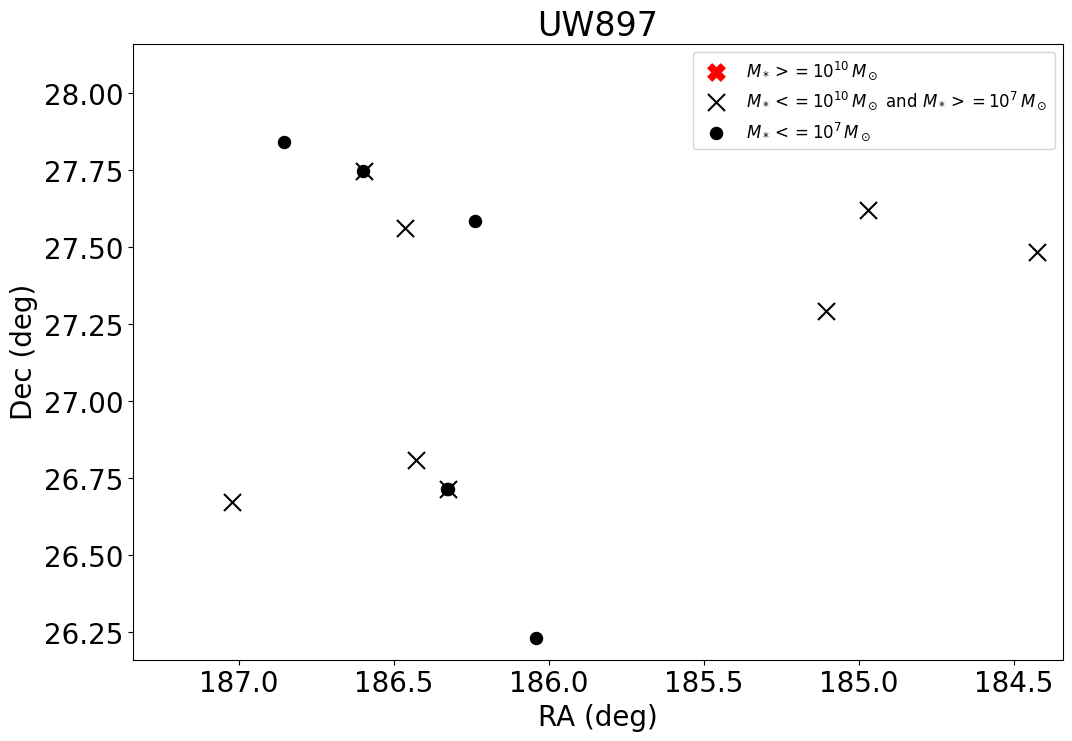 UW897
M* >= 10^10 M⊙
M* <= 10^10 M⊙ and M* >= 10^7 M⊙
M* <= 10^7 M⊙
28.00
27.75
27.50
27.25
27.00
26.75
26.50
26.25
Dec (deg)
187.0 186.5 186.0 185.5 185.0 184.5
RA (deg)